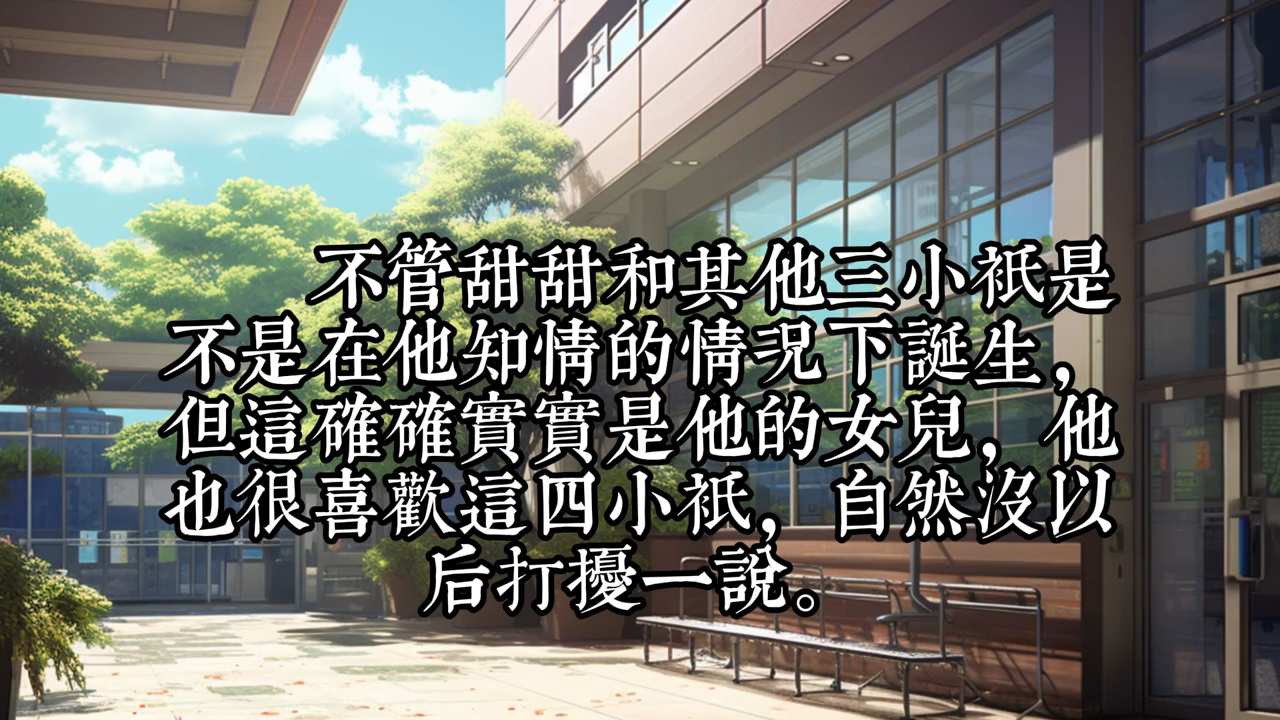 不管甜甜和其他三小祇是
不是在他知情的情況下誕生，
但這確確實實是他的女兒，他
也很喜歡這四小祇，自然沒以
后打擾一說。